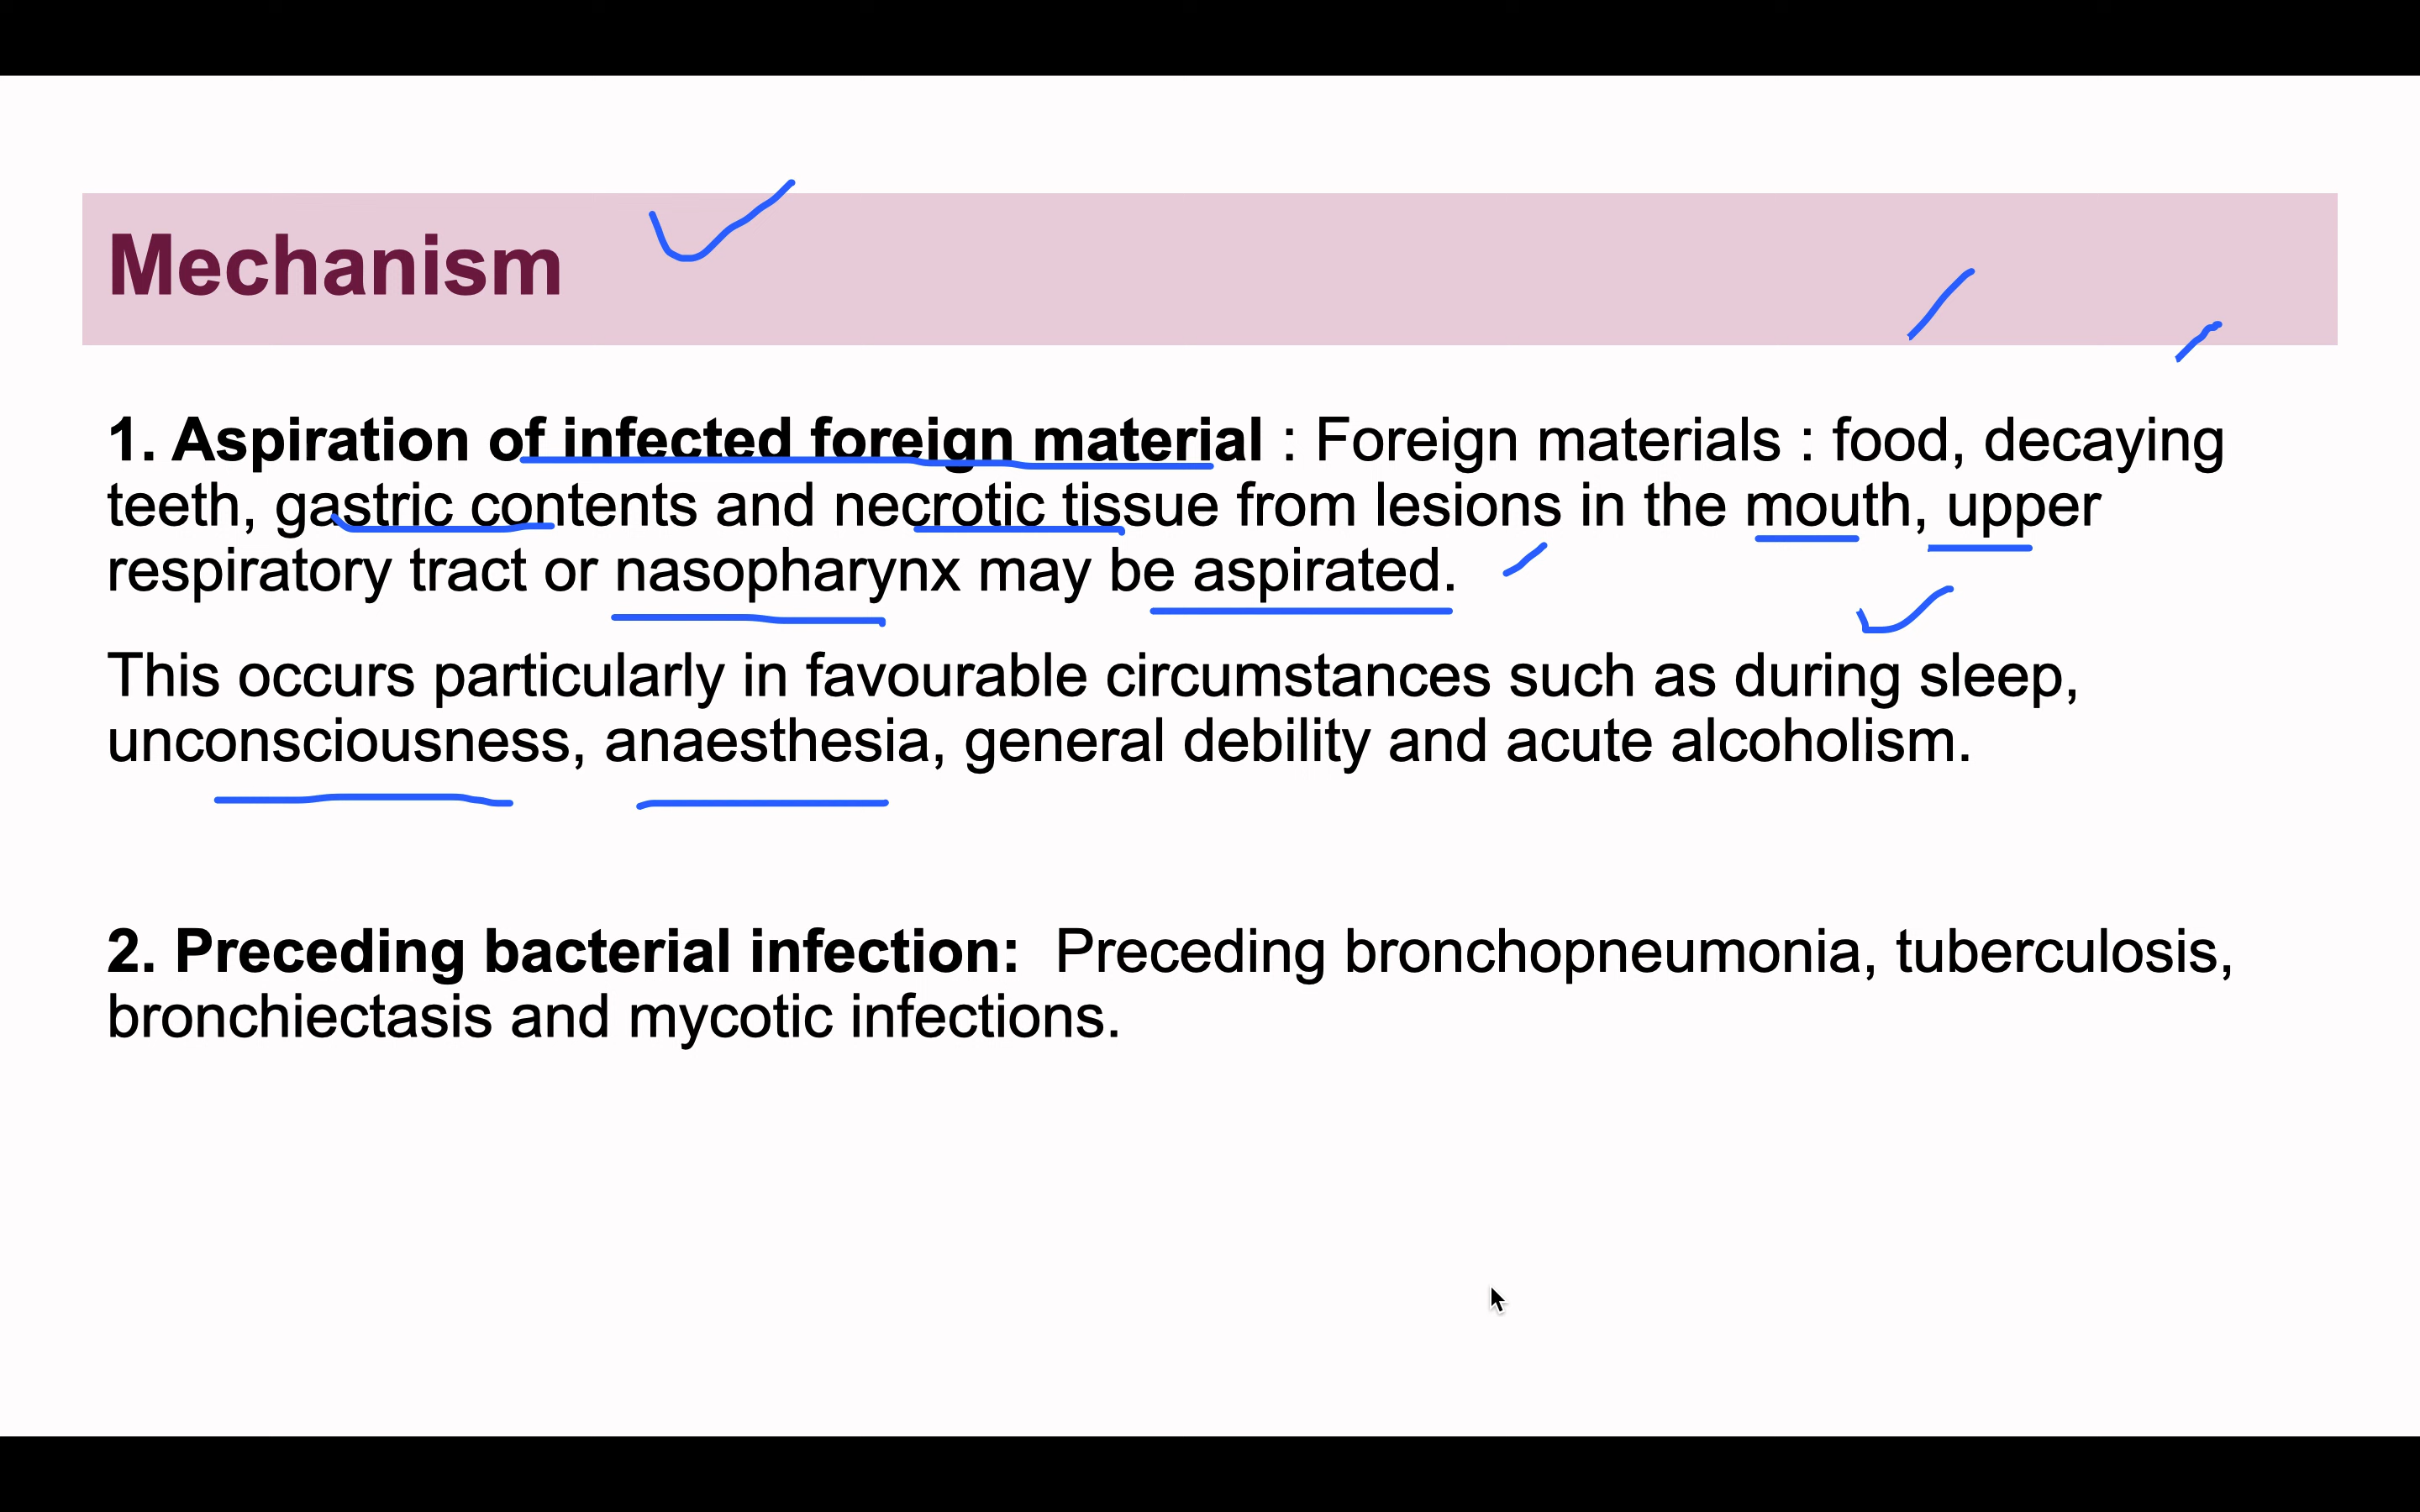 Mechanism
1. Aspiration of infected foreign material : Foreign materials : food, decaying
teeth, gastric contents and necrotic tissue from lesions in the mouth, upper
respiratory tract or nasopharynx may be aspirated.
This occurs particularly in favourable circumstances such as during sleep,
unconsciousness, anaesthesia, general debility and acute alcoholism.
2. Preceding bacterial infection: Preceding bronchopneumonia, tuberculosis,
bronchiectasis and mycotic infections.